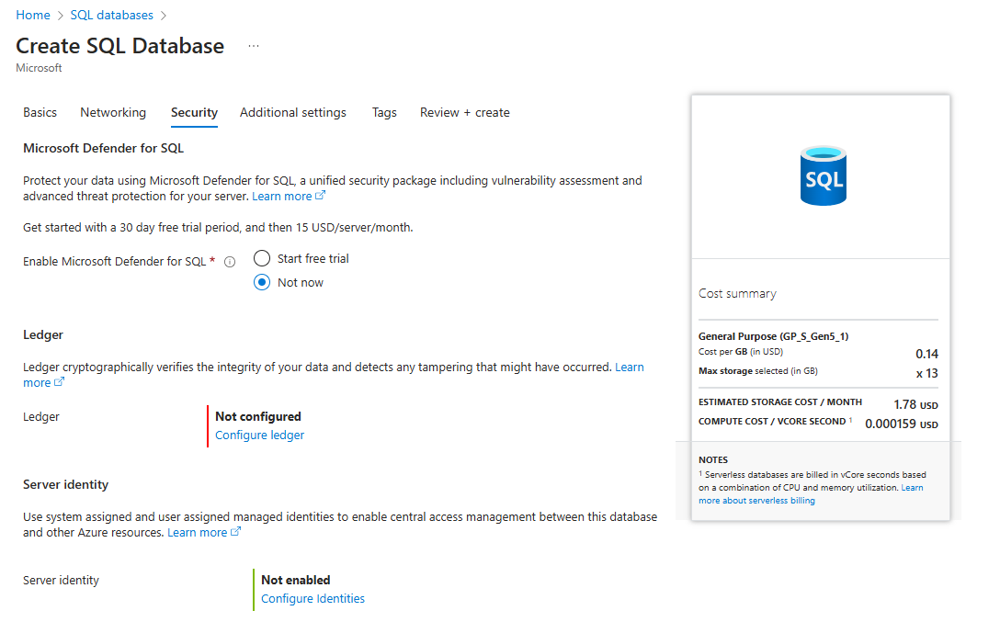 Home > SQL databases >
Create SQL Database ...
Microsoft
Basics Networking Security Additional settings Tags Review + create
Microsoft Defender for SQL
Protect your data using Microsoft Defender for SQL, a unified security package including vulnerability assessment and
advanced threat protection for your server. Learn more
Get started with a 30 day free trial period, and then 15 USD/server/month.
Enable Microsoft Defender for SQL *
Start free trial
Not now
Ledger
Ledger cryptographically verifies the integrity of your data and detects any tampering that might have occurred. Learn
more
Ledger
Not configured
Configure ledger
Server identity
Use system assigned and user assigned managed identities to enable central access management between this database
and other Azure resources. Learn more
Server identity
Not enabled
Configure Identities
SQL
Cost summary
General Purpose (GP_S_Gen5_1)
Cost per GB (in USD) 0.14
Max storage selected (in GB) x 13
ESTIMATED STORAGE COST / MONTH 1.78 USD
COMPUTE COST / VCORE SECOND 1 0.000159 USD
NOTES
1 Serverless databases are billed in vCore seconds based
on a combination of CPU and memory utilization. Learn
more about serverless billing